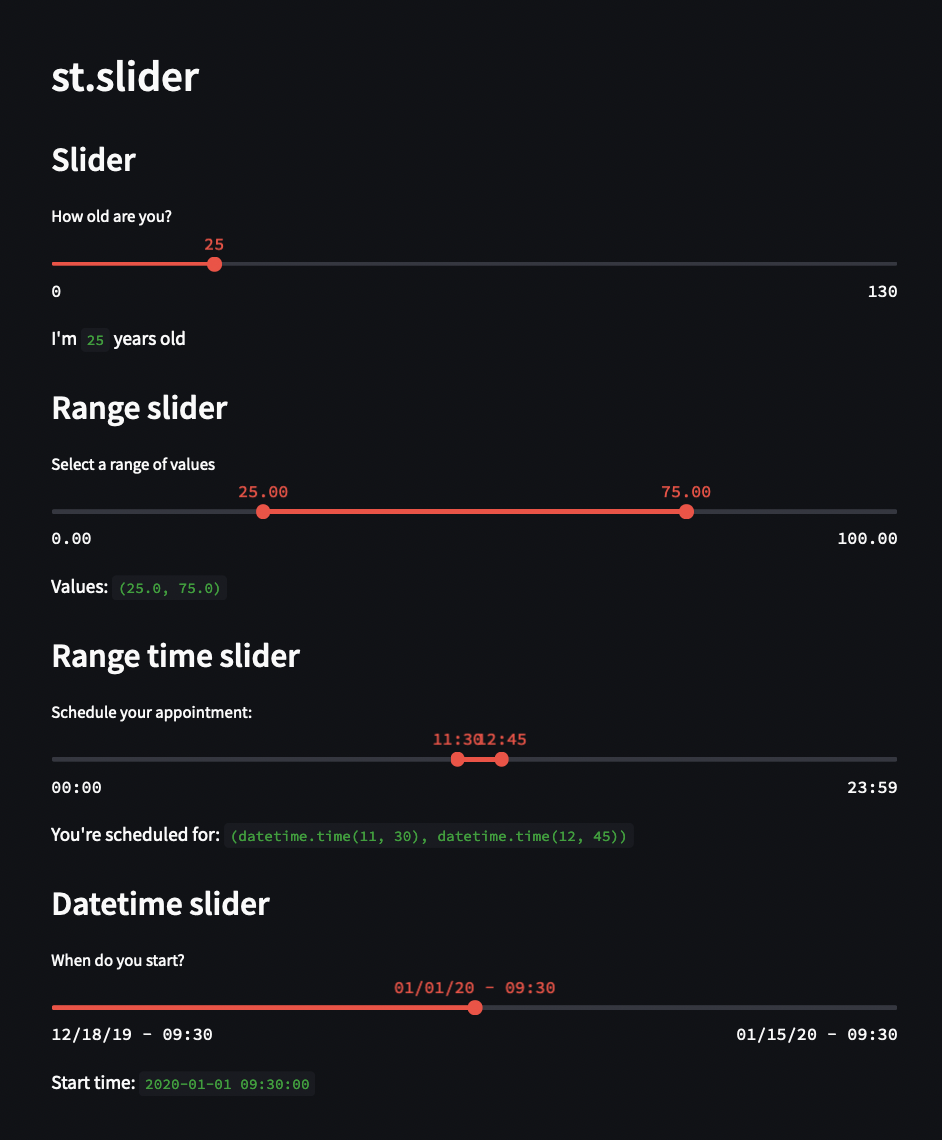 st.slider
Slider
How old are you?
25
0 130
I'm 25 years old
Range slider
Select a range of values
25.00 75.00
0.00 100.00
Values: (25.0, 75.0)
Range time slider
Schedule your appointment:
11:30 12:45
00:00 23:59
You're scheduled for: (datetime.time(11, 30), datetime.time(12, 45))
Datetime slider
When do you start?
01/01/20 - 09:30
12/18/19 - 09:30 01/15/20 - 09:30
Start time: 2020-01-01 09:30:00